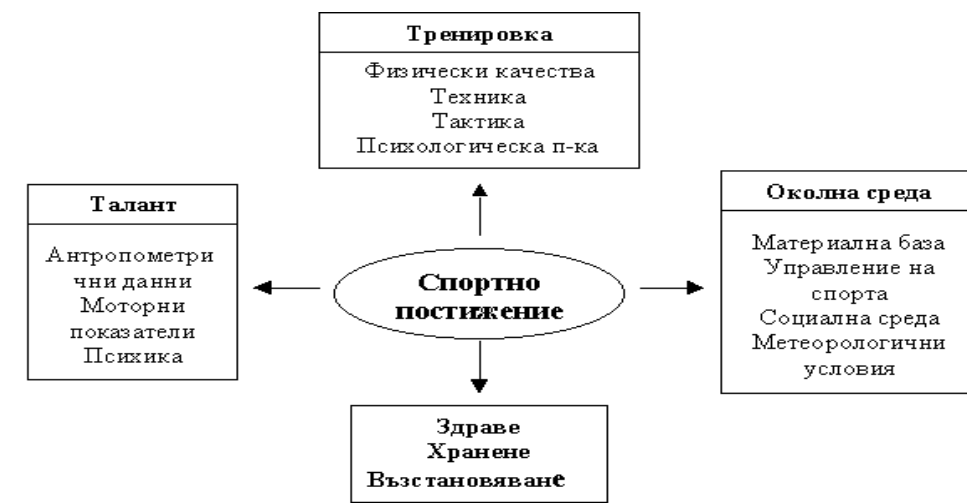 Тренировка
Физически качества
Техника
Тактика
Психологическа п-ка
Талант
Антропометри
чни данни
Моторни
показатели
Психика
Спортно
постижение
Околна среда
Материална база
Управление на
спорта
Социална среда
Метеорологични
условия
Здраве
Хранене
Възстановяване